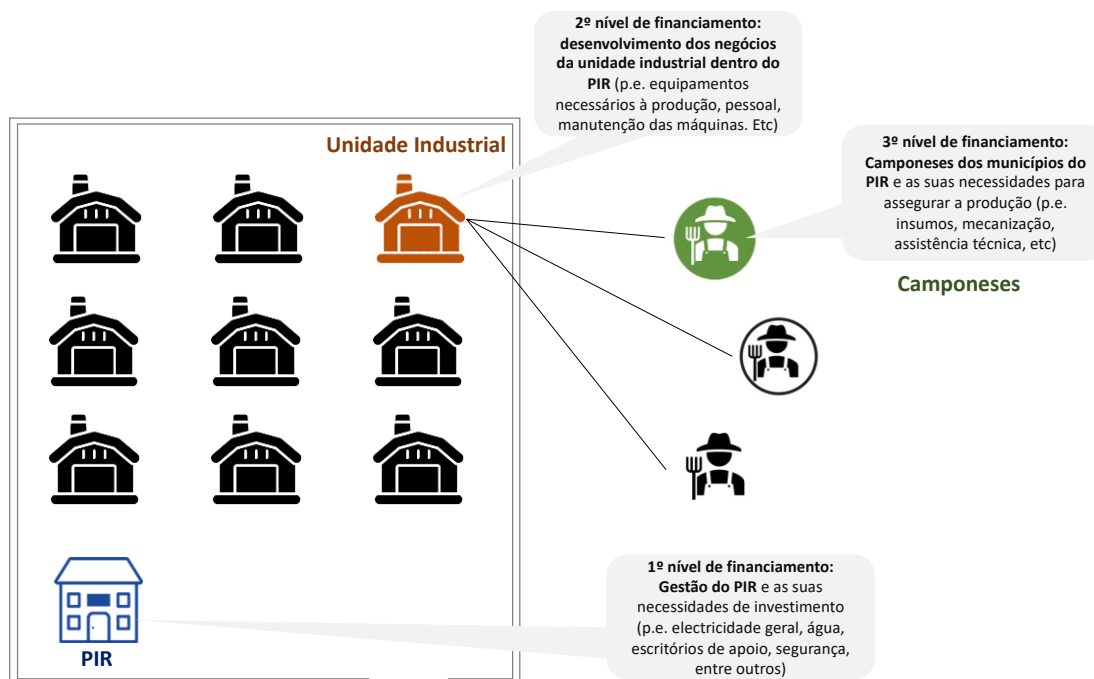 2º nível de financiamento:
desenvolvimento dos negócios
da unidade industrial dentro do
PIR (p.e. equipamentos
necessários à produção, pessoal,
manutenção das máquinas. Etc)
Unidade Industrial
3º nível de financiamento:
Camponeses dos municípios do
PIR e as suas necessidades para
assegurar a produção (p.e.
insumos, mecanização,
assistência técnica, etc)
Camponeses
1º nível de financiamento:
Gestão do PIR e as suas
necessidades de investimento
(p.e. electricidade geral, água,
escritórios de apoio, segurança,
entre outros)
PIR